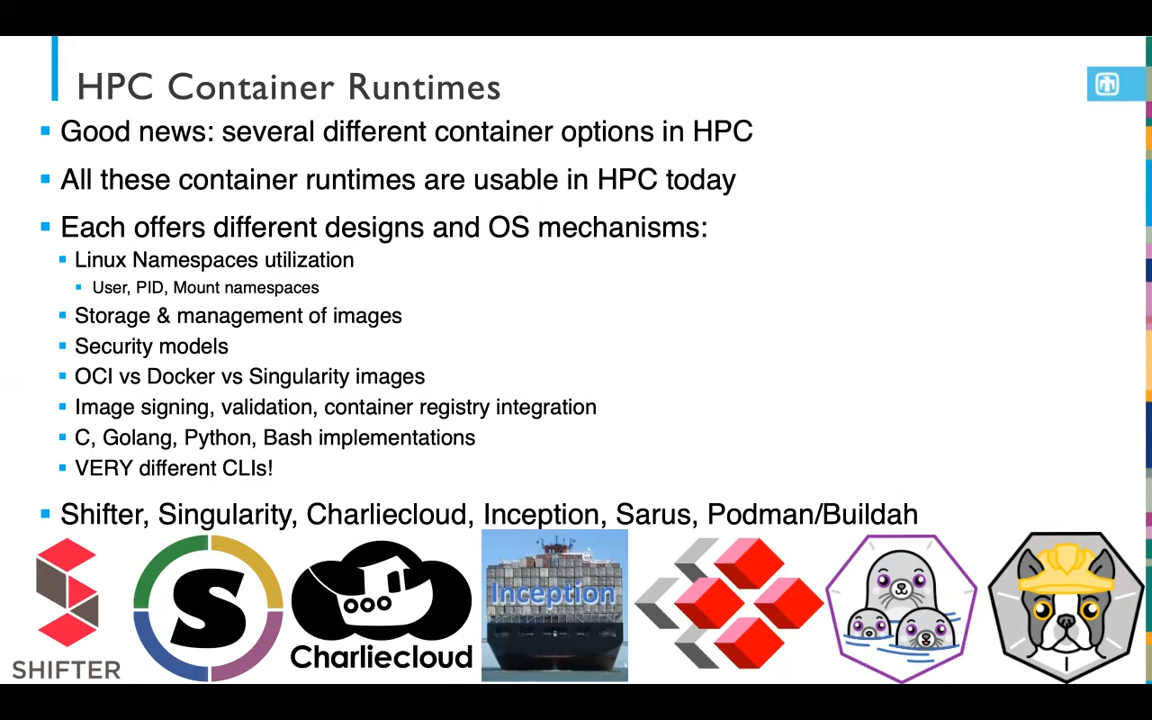 HPC Container Runtimes
Good news: several different container options in HPC
All these container runtimes are usable in HPC today
Each offers different designs and OS mechanisms:
Linux Namespaces utilization
User, PID, Mount namespaces
Storage & management of images
Security models
OCI vs Docker vs Singularity images
Image signing, validation, container registry integration
C, Golang, Python, Bash implementations
VERY different CLIs!
Shifter, Singularity, Charliecloud, Inception, Sarus, Podman/Buildah
SHIFTER
S
Charliecloud
Inception